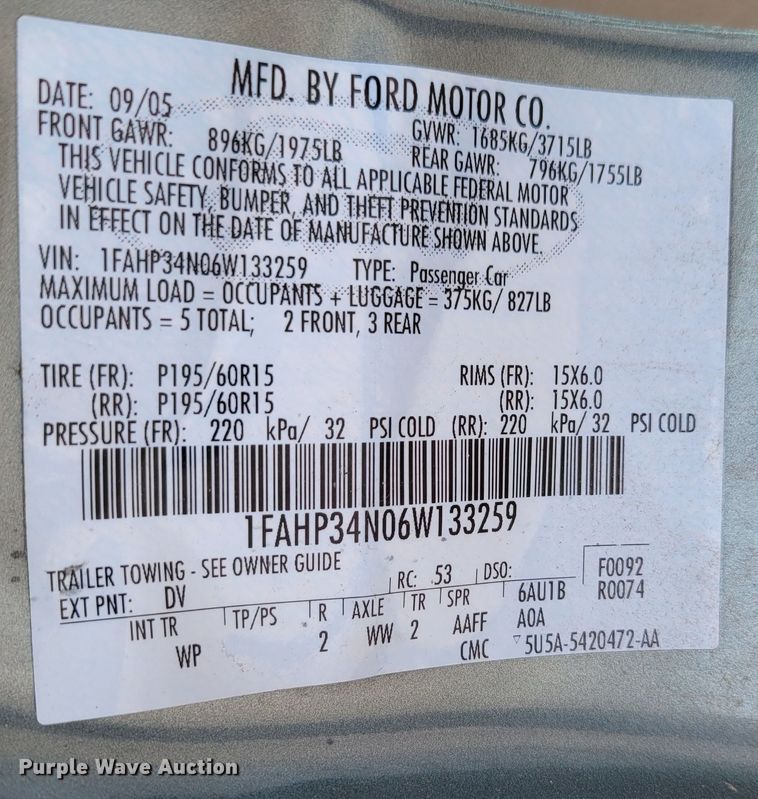 MFD. BY FORD MOTOR CO.
DATE: 09/05
GVWR: 1685KG/3715LB
FRONT GAWR: 896KG/1975LB
REAR GAWR: 796KG/1755LB
THIS VEHICLE CONFORMS TO ALL APPLICABLE FEDERAL MOTOR
VEHICLE SAFETY, BUMPER, AND THEFT PREVENTION STANDARDS
IN EFFECT ON THE DATE OF MANUFACTURE SHOWN ABOVE.
VIN: 1FAHP34N06W133259 TYPE: Passenger Car
MAXIMUM LOAD = OCCUPANTS + LUGGAGE = 375KG/ 827LB
OCCUPANTS = 5 TOTAL; 2 FRONT, 3 REAR
TIRE (FR): P195/60R15 RIMS (FR): 15X6.0
(RR): P195/60R15 (RR): 15X6.0
PRESSURE (FR): 220 kPa/ 32 PSI COLD (RR): 220 kPa/ 32 PSI COLD
1FAHP34N06W133259
TRAILER TOWING - SEE OWNER GUIDE
F0092
EXT PNT: DV RC: 53 DSO:
R0074
INT TR TP/PS R AXLE TR SPR 6AU1B
WP 2 WW 2 AAFF A0A
CMC 5U5A-5420472-AA
Purple Wave Auction